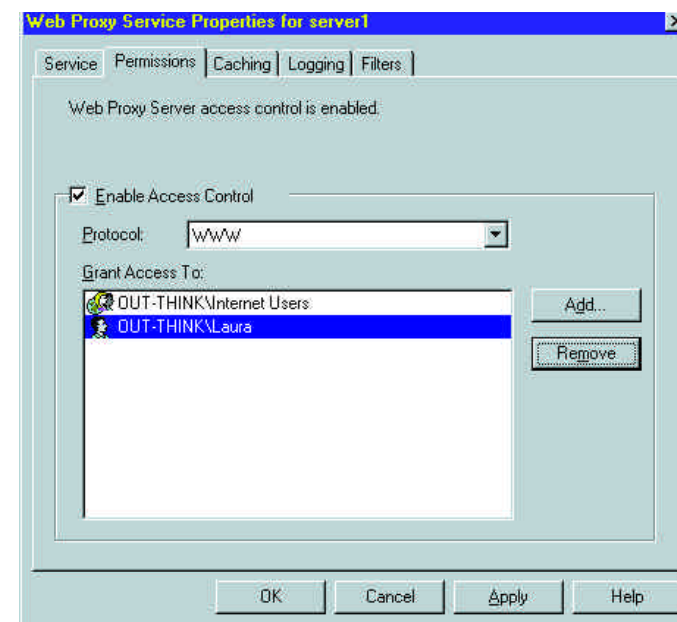 Web Proxy Service Properties for server1
Service Permissions Caching Logging Filters
Web Proxy Server access control is enabled.
Enable Access Control
Protocol: WWW
Grant Access To:
OUT-THINK\Internet Users
Add...
OUT-THINK\Laura
Remove
OK Cancel Apply Help